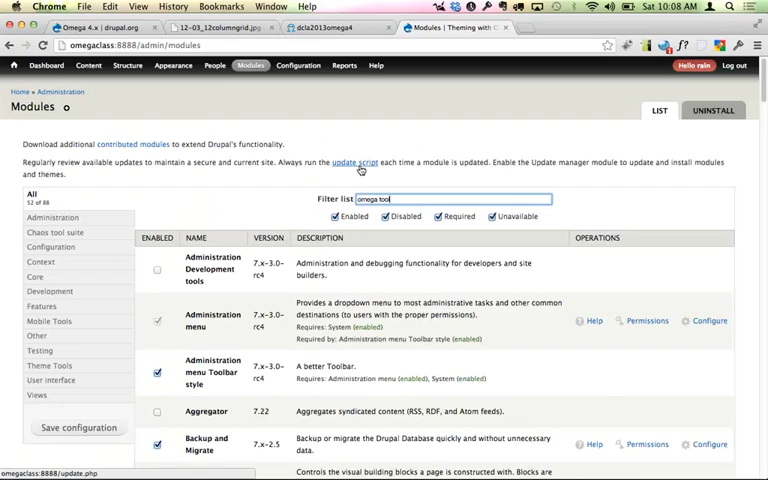 Chrome File Edit View History Bookmarks Window Help Sat 10:08 AM
Omega 4.x | drupal.org 12-03_12columngrid.jpg dcla2013omega4 Modules | Theming with O
omegaclass:8888/admin/modules
Dashboard Content Structure Appearance People Modules Configuration Reports Help Hello rain Log out
Home » Administration
Modules
LIST UNINSTALL
Download additional contributed modules to extend Drupal's functionality.
Regularly review available updates to maintain a secure and current site. Always run the update script each time a module is updated. Enable the Update manager module to update and install modules
and themes.
All
52 of 88
Filter list omega tool
Enabled Disabled Required Unavailable
Administration
Chaos tool suite
Configuration
Context
Core
Development
Features
Mobile Tools
Other
Testing
Theme Tools
User interface
Views
Save configuration
ENABLED NAME VERSION DESCRIPTION OPERATIONS
Administration
Development
tools
7.x-3.0-
rc4
Administration and debugging functionality for developers and site
builders.
Administration
menu
7.x-3.0-
rc4
Provides a dropdown menu to most administrative tasks and other common
destinations (to users with the proper permissions).
Requires: System (enabled)
Required by: Administration menu Toolbar style (enabled)
Help Permissions Configure
Administration
menu Toolbar
style
7.x-3.0-
rc4
A better Toolbar.
Requires: Administration menu (enabled), System (enabled)
Aggregator 7.22 Aggregates syndicated content (RSS, RDF, and Atom feeds).
Backup and
Migrate
7.x-2.5
Backup or migrate the Drupal Database quickly and without unnecessary
data.
Help Permissions Configure
Controls the visual building blocks a page is constructed with. Blocks are
omegaclass:8888/update.php